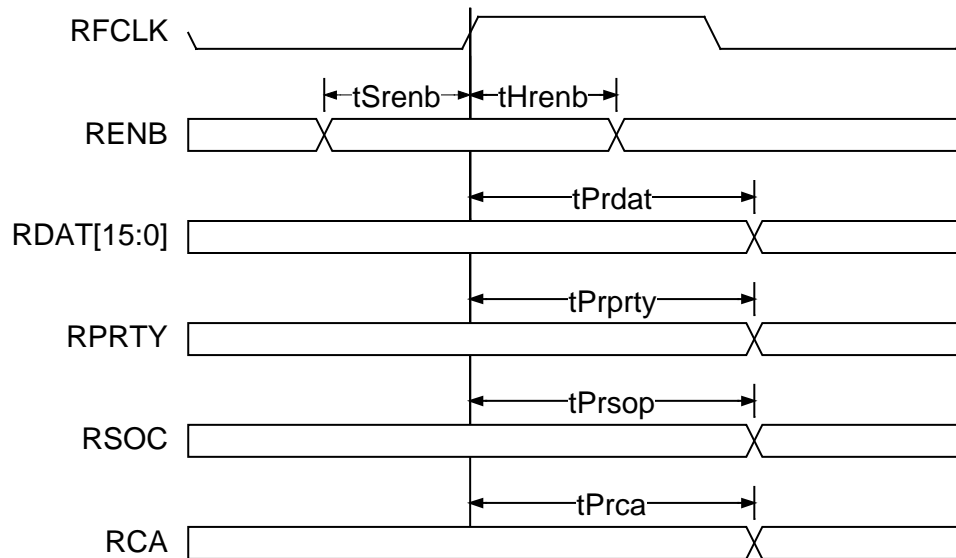 RFCLK
tSrenb
tHrenb
RENB
tPrdat
RDAT[15:0]
tPrprty
RPRTY
tPrsop
RSOC
tPrca
RCA